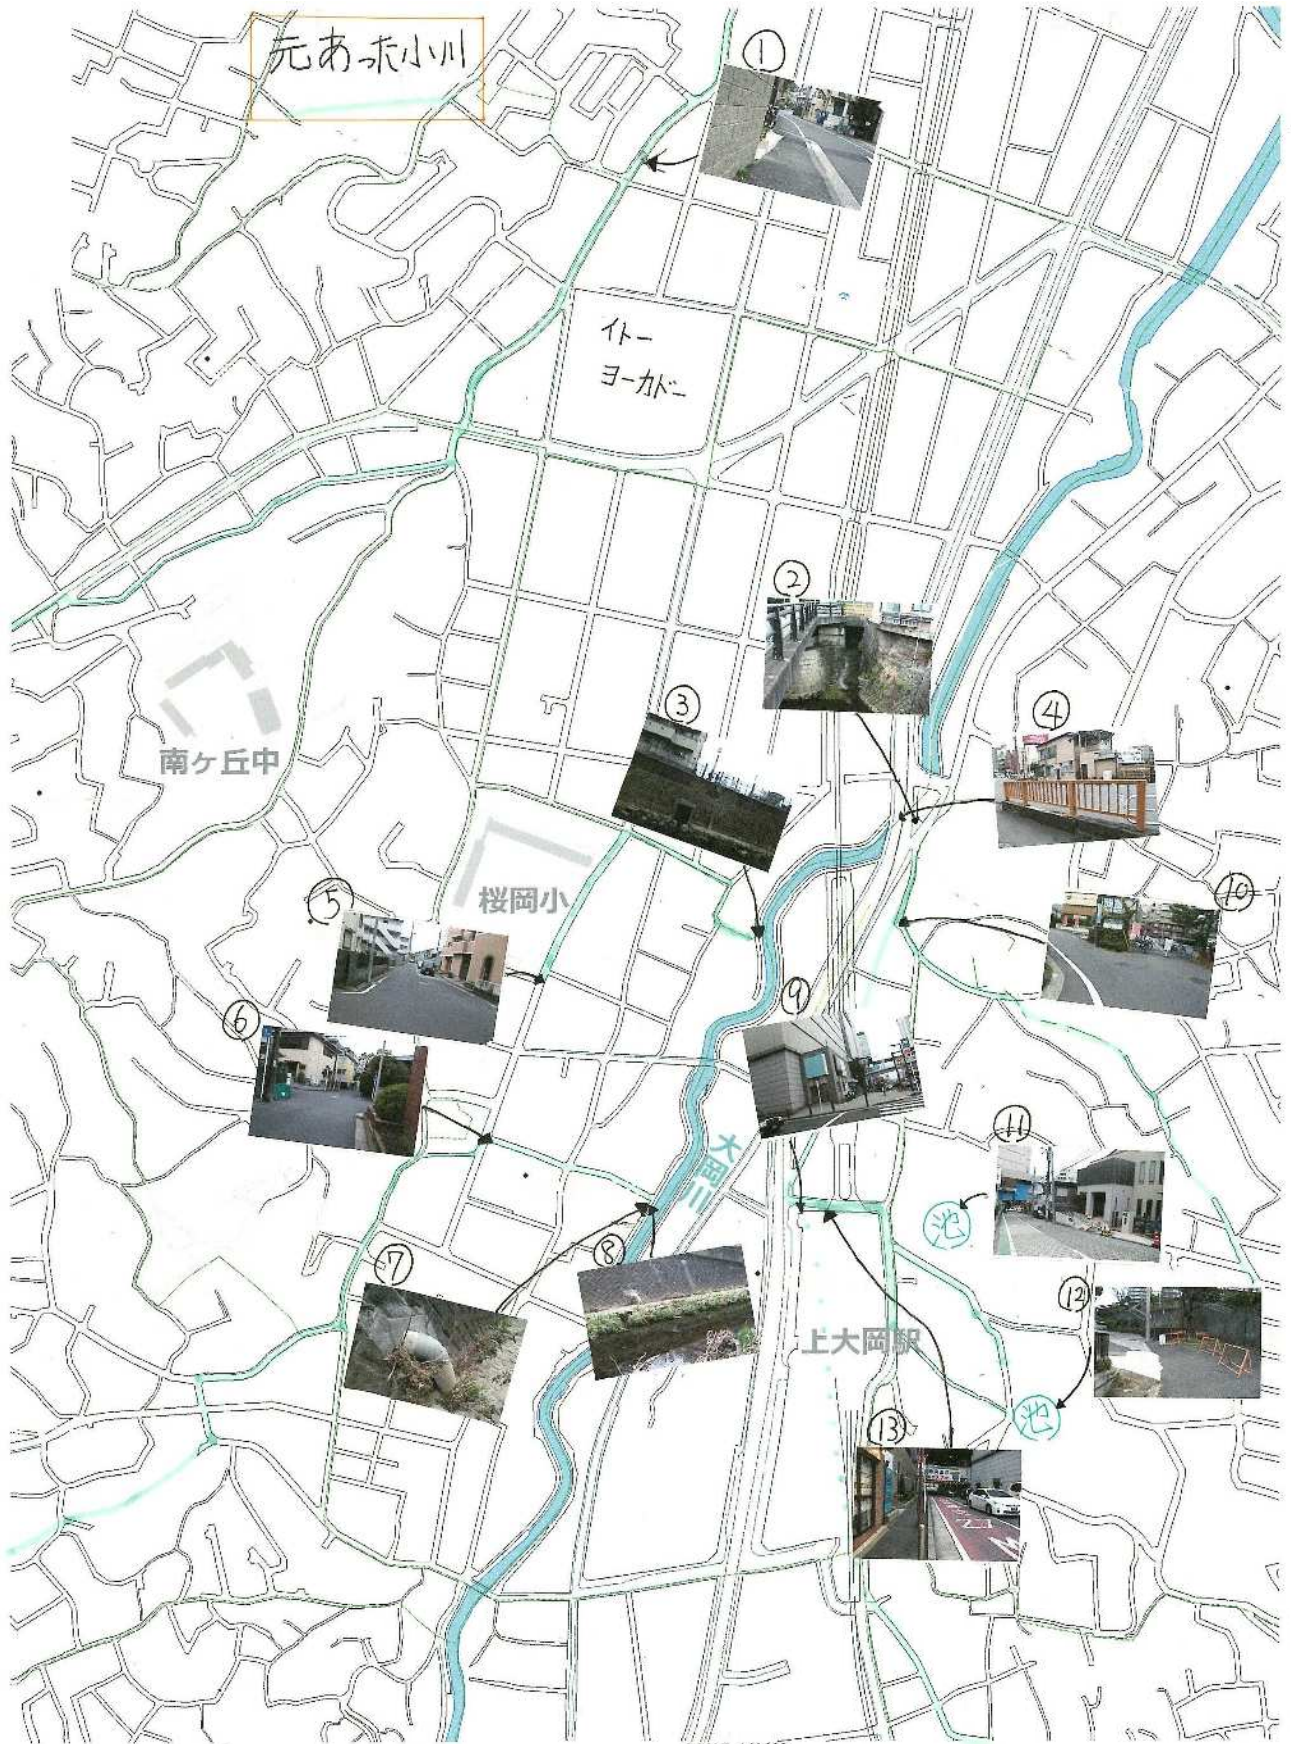 元あった小川
①
イトー
ヨーカドー
②
③
④
南ヶ丘中
桜岡小
⑤
⑩
⑥
⑨
大岡川
⑪
池
⑦
⑧
⑫
上大岡駅
池
⑬